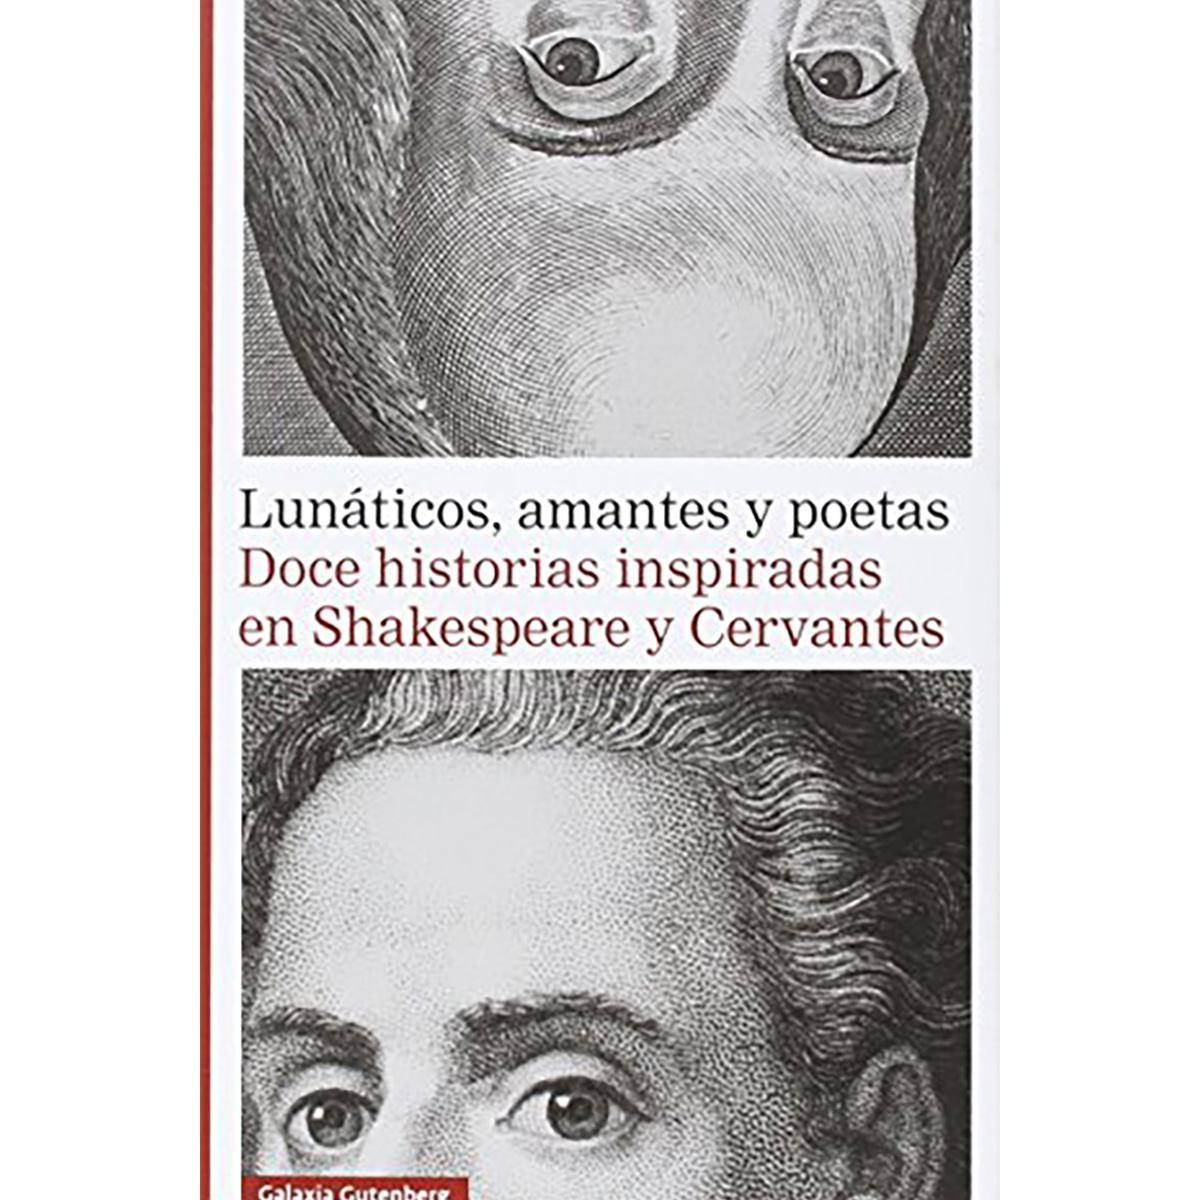 Lunáticos, amantes y poetas
Doce historias inspiradas
en Shakespeare y Cervantes
Galaxia Gutenberg